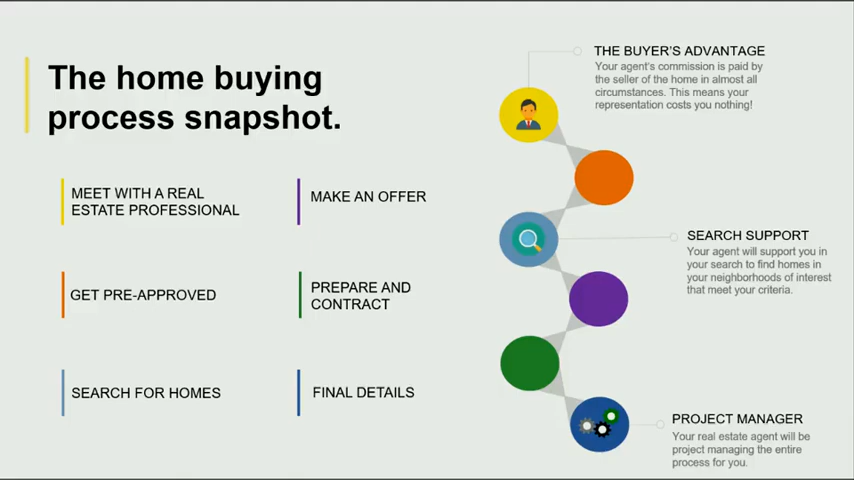 The home buying
process snapshot.
MEET WITH A REAL
ESTATE PROFESSIONAL
GET PRE-APPROVED
SEARCH FOR HOMES
MAKE AN OFFER
PREPARE AND
CONTRACT
FINAL DETAILS
THE BUYER'S ADVANTAGE
Your agent's commission is paid by
the seller of the home in almost all
circumstances. This means your
representation costs you nothing!
SEARCH SUPPORT
Your agent will support you in
your search to find homes in
your neighborhoods of interest
that meet your criteria.
PROJECT MANAGER
Your real estate agent will be
project managing the entire
process for you.